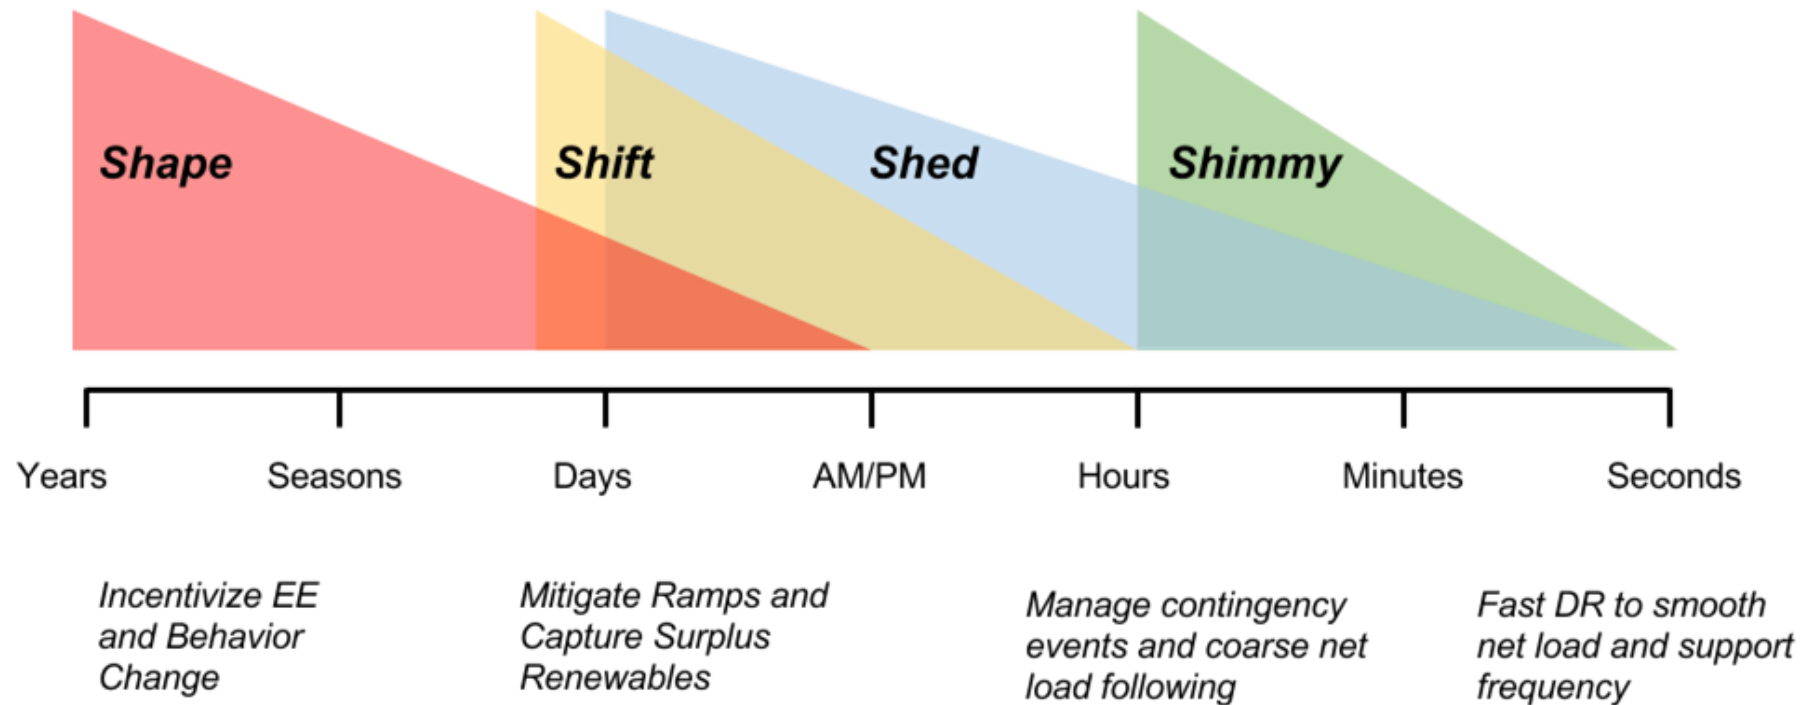 Shape
Shift
Shed
Shimmy
Years
Seasons
Days
AM/PM
Hours
Minutes
Seconds
Incentivize EE
and Behavior
Change
Mitigate Ramps and
Capture Surplus
Renewables
Manage contingency
events and coarse net
load following
Fast DR to smooth
net load and support
frequency